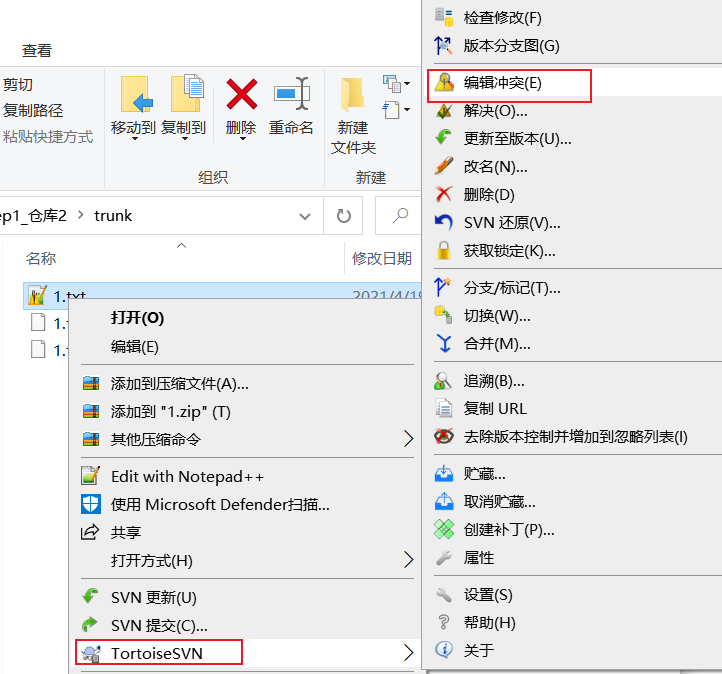 查看
剪切
复制路径
粘贴快捷方式
移动到
复制到
删除
重命名
新建
文件夹
组织
新建
ep1_仓库2 > trunk
名称
修改日期
1.txt
2021/4/18
1.
1.
打开(O)
编辑(E)
添加到压缩文件(A)...
添加到 "1.zip" (T)
其他压缩命令
Edit with Notepad++
使用 Microsoft Defender扫描...
共享
打开方式(H)
SVN 更新(U)
SVN 提交(C)...
TortoiseSVN
检查修改(F)
版本分支图(G)
编辑冲突(E)
解决(O)...
更新至版本(U)...
改名(N)...
删除(D)
SVN 还原(V)...
获取锁定(K)...
分支/标记(T)...
切换(W)...
合并(M)...
追溯(B)...
复制 URL
去除版本控制并增加到忽略列表(I)
贮藏...
取消贮藏...
创建补丁(P)...
属性
设置(S)
帮助(H)
关于